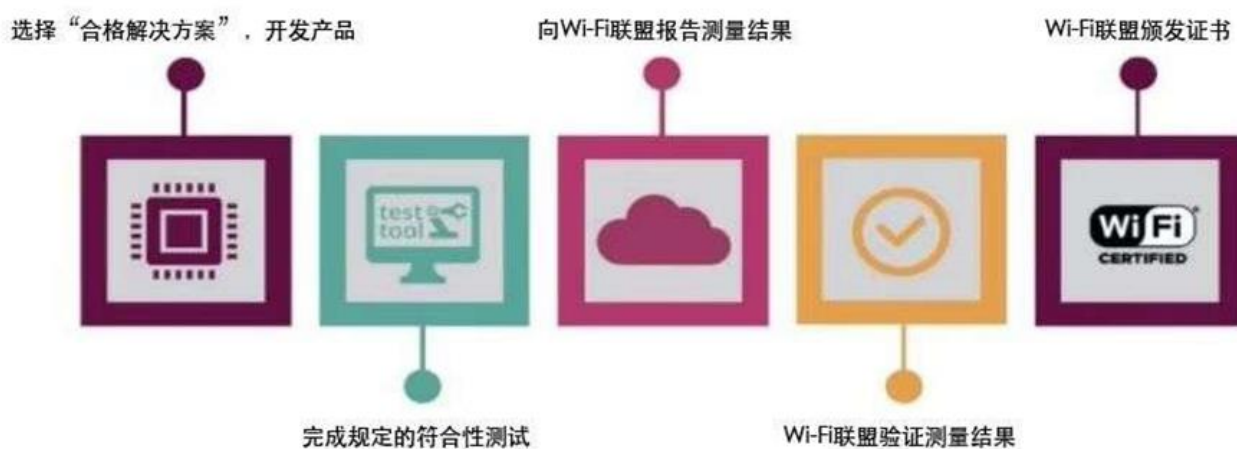 选择“合格解决方案”，开发产品
向Wi-Fi联盟报告测量结果
Wi-Fi联盟颁发证书
test
tool
Wi Fi
CERTIFIED
完成规定的符合性测试
Wi-Fi联盟验证测量结果